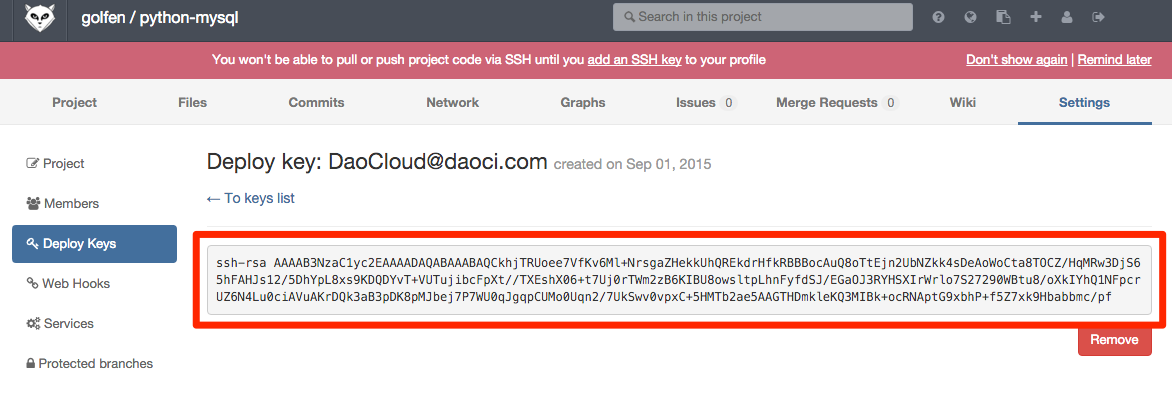 golfen / python-mysql
Search in this project
You won't be able to pull or push project code via SSH until you add an SSH key to your profile
Don't show again | Remind later
Project
Files
Commits
Network
Graphs
Issues 0
Merge Requests 0
Wiki
Settings
Project
Members
Deploy Keys
Web Hooks
Services
Protected branches
Deploy key: DaoCloud@daoci.com created on Sep 01, 2015
← To keys list
ssh-rsa AAAAB3NzaC1yc2EAAAADAQABAAABAQCkhjTRUoee7VfKv6Ml+NrsgaZHekkUhQREkdrHfkRBBBocAuQ8oTtEjn2UbNZkk4sDeAoWoCta8TOCZ/HqMRw3DjS6
5hFAHJs12/5DhYpL8xs9KDQDYvT+VUTujibcFpXt//TXEshX06+t7Uj0rTWm2zB6KIBU8owsltpLhnFyfdSJ/EGaOJ3RYHSXIrWrlo7S27290WBtu8/oXkIYhQ1NFpcr
UZ6N4Lu0ciAVuAKrDQk3aB3pDK8pMJbej7P7WU0qJgqpCUMo0Uqn2/7UkSwv0vpxC+5HMTb2ae5AAGTHDmkleKQ3MIBk+ocRNAptG9xbhP+f5Z7xk9Hbabbmc/pf
Remove